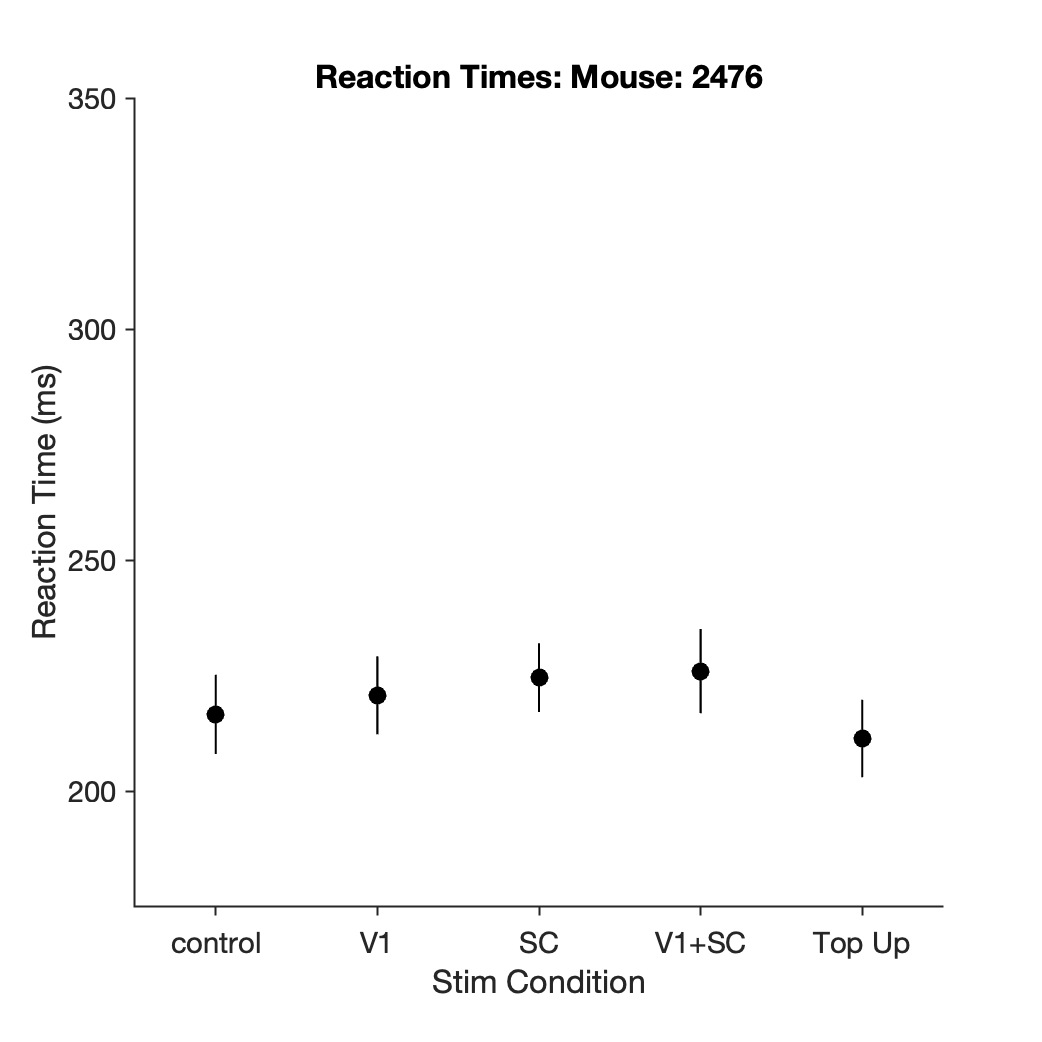 Reaction Times: Mouse: 2476
350
300
250
200
Reaction Time (ms)
control V1 SC V1+SC Top Up
Stim Condition